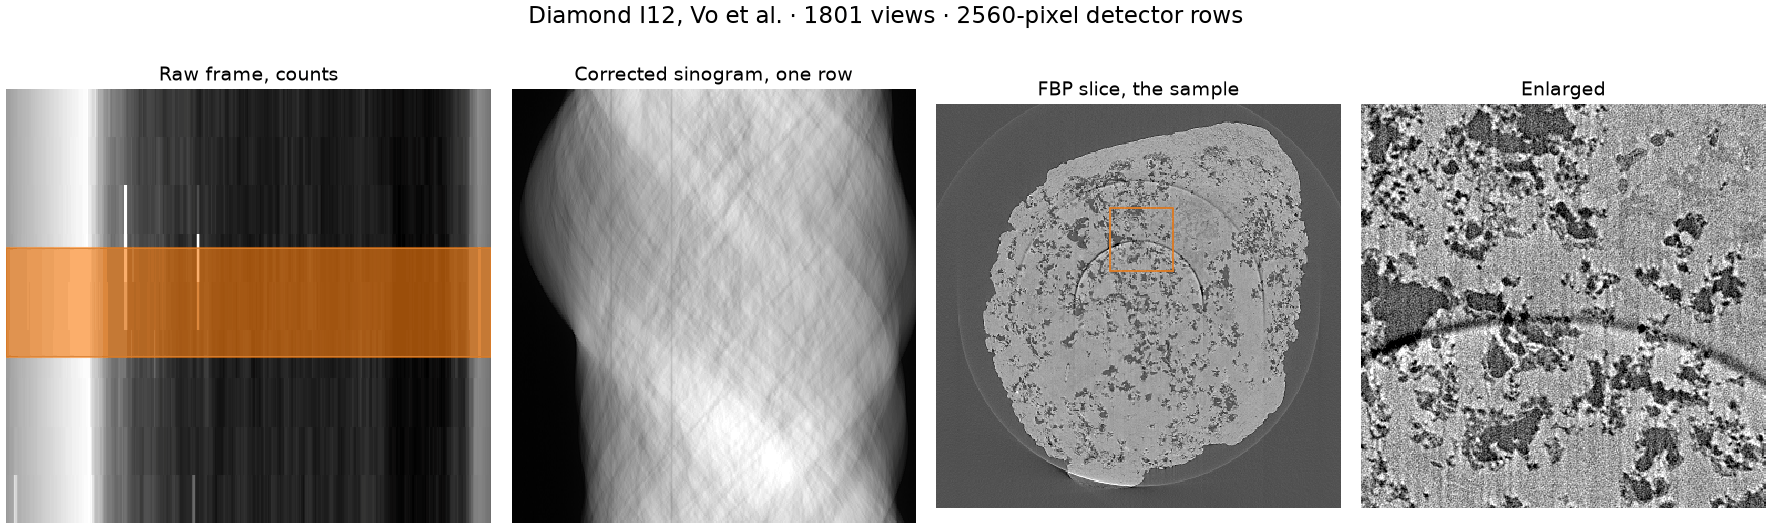 Diamond I12, Vo et al. · 1801 views · 2560-pixel detector rows
Raw frame, counts
Corrected sinogram, one row
FBP slice, the sample
Enlarged